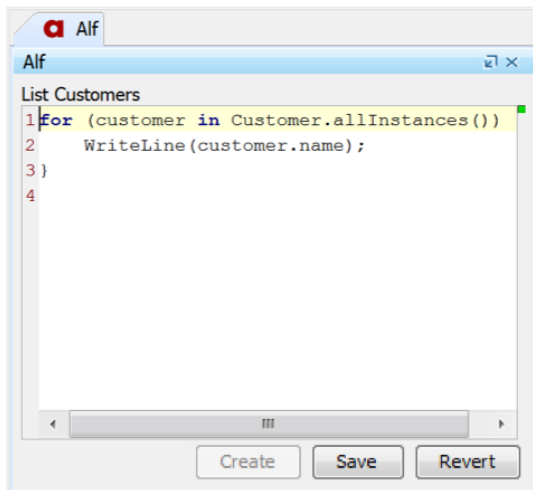 a Alf
Alf
List Customers
1 for (customer in Customer.allInstances())
2 WriteLine(customer.name);
3 }
4
Create Save Revert